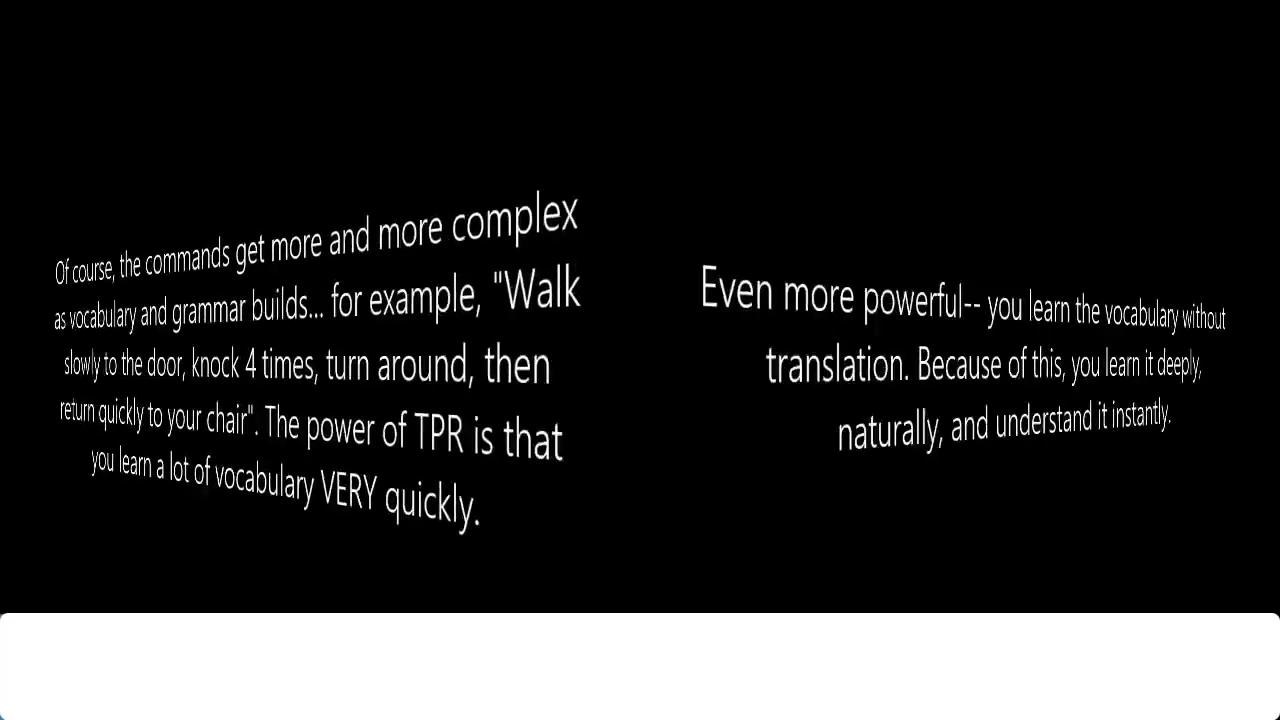 Of course, the commands get more and more complex
as vocabulary and grammar builds... for example, "Walk
slowly to the door, knock 4 times, turn around, then
return quickly to your chair". The power of TPR is that
you learn a lot of vocabulary VERY quickly.
Even more powerful-- you learn the vocabulary without
translation. Because of this, you learn it deeply,
naturally, and understand it instantly.